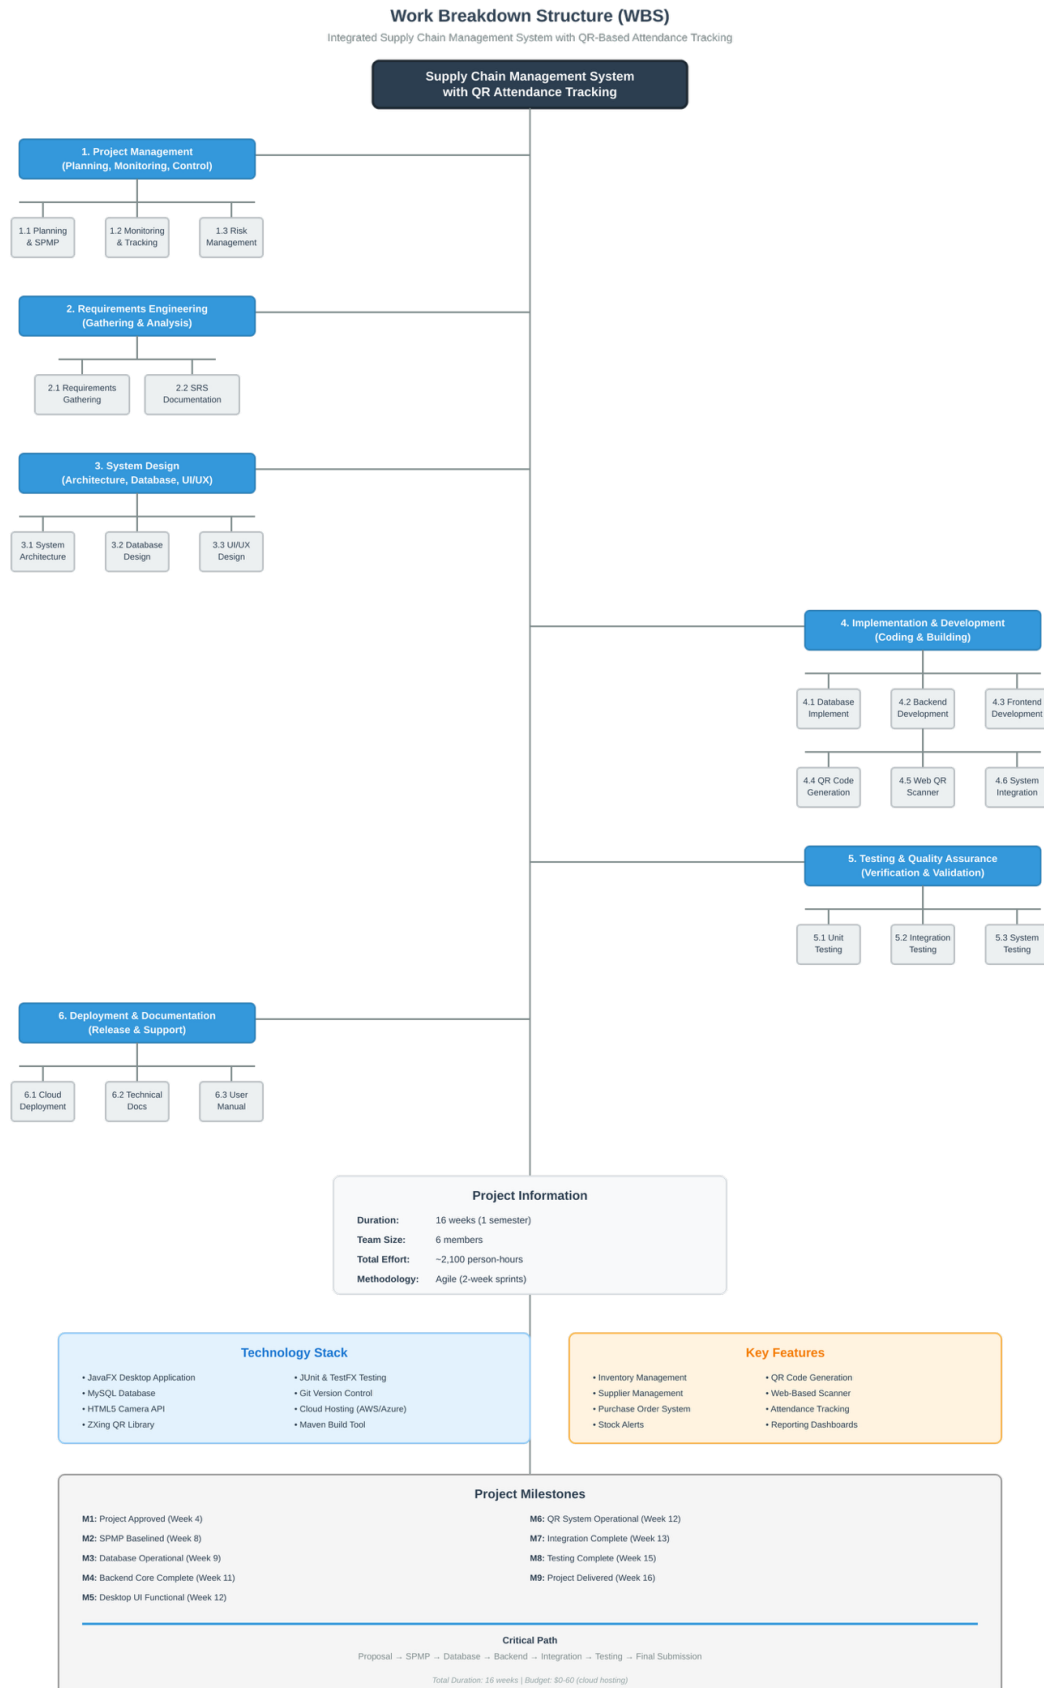 Work Breakdown Structure (WBS)
Integrated Supply Chain Management System with QR-Based Attendance Tracking
Supply Chain Management System
with QR Attendance Tracking
1. Project Management
(Planning, Monitoring, Control)
1.1 Planning
& SPMP
1.2 Monitoring
& Tracking
1.3 Risk
Management
2. Requirements Engineering
(Gathering & Analysis)
2.1 Requirements
Gathering
2.2 SRS
Documentation
3. System Design
(Architecture, Database, UI/UX)
3.1 System
Architecture
3.2 Database
Design
3.3 UI/UX
Design
4. Implementation & Development
(Coding & Building)
4.1 Database
Implement
4.2 Backend
Development
4.3 Frontend
Development
4.4 QR Code
Generation
4.5 Web QR
Scanner
4.6 System
Integration
5. Testing & Quality Assurance
(Verification & Validation)
5.1 Unit
Testing
5.2 Integration
Testing
5.3 System
Testing
6. Deployment & Documentation
(Release & Support)
6.1 Cloud
Deployment
6.2 Technical
Docs
6.3 User
Manual
Project Information
Duration: 16 weeks (1 semester)
Team Size: 6 members
Total Effort: ~2,100 person-hours
Methodology: Agile (2-week sprints)
Technology Stack
• JavaFX Desktop Application
• MySQL Database
• HTML5 Camera API
• ZXing QR Library
• JUnit & TestFX Testing
• Git Version Control
• Cloud Hosting (AWS/Azure)
• Maven Build Tool
Key Features
• Inventory Management
• Supplier Management
• Purchase Order System
• Stock Alerts
• QR Code Generation
• Web-Based Scanner
• Attendance Tracking
• Reporting Dashboards
Project Milestones
M1: Project Approved (Week 4)
M2: SPMP Baselined (Week 8)
M3: Database Operational (Week 9)
M4: Backend Core Complete (Week 11)
M5: Desktop UI Functional (Week 12)
M6: QR System Operational (Week 12)
M7: Integration Complete (Week 13)
M8: Testing Complete (Week 15)
M9: Project Delivered (Week 16)
Critical Path
Proposal → SPMP → Database → Backend → Integration → Testing → Final Submission
Total Duration: 16 weeks | Budget: $0-60 (cloud hosting)